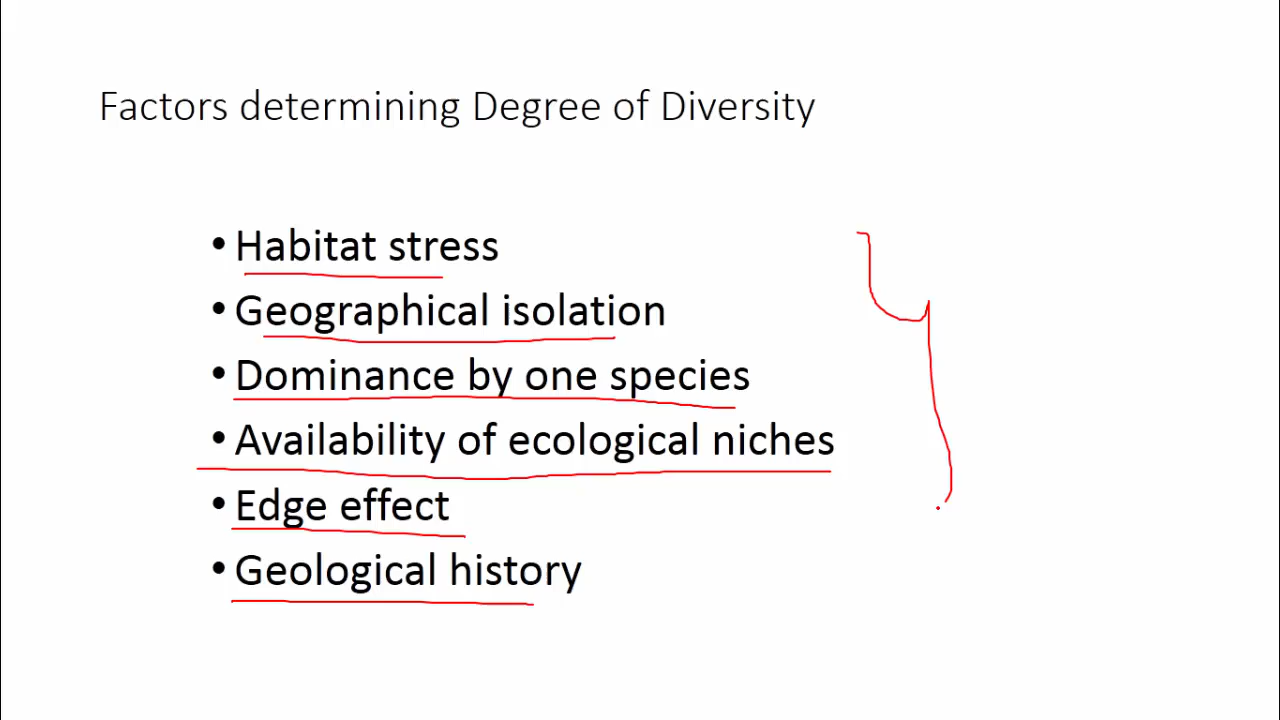 Factors determining Degree of Diversity
• Habitat stress
• Geographical isolation
• Dominance by one species
• Availability of ecological niches
• Edge effect
• Geological history